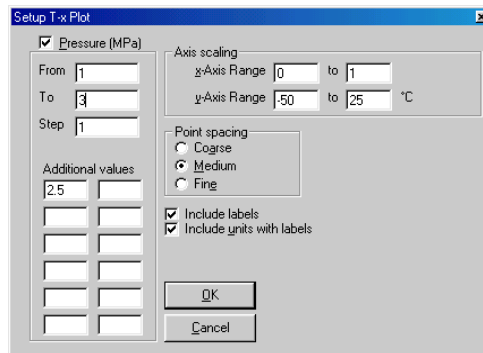 Setup T-x Plot
Pressure (MPa)
From 1
To 3
Step 1
Additional values
2.5
Axis scaling
x-Axis Range 0 to 1
y-Axis Range -50 to 25 °C
Point spacing
Coarse
Medium
Fine
Include labels
Include units with labels
OK
Cancel